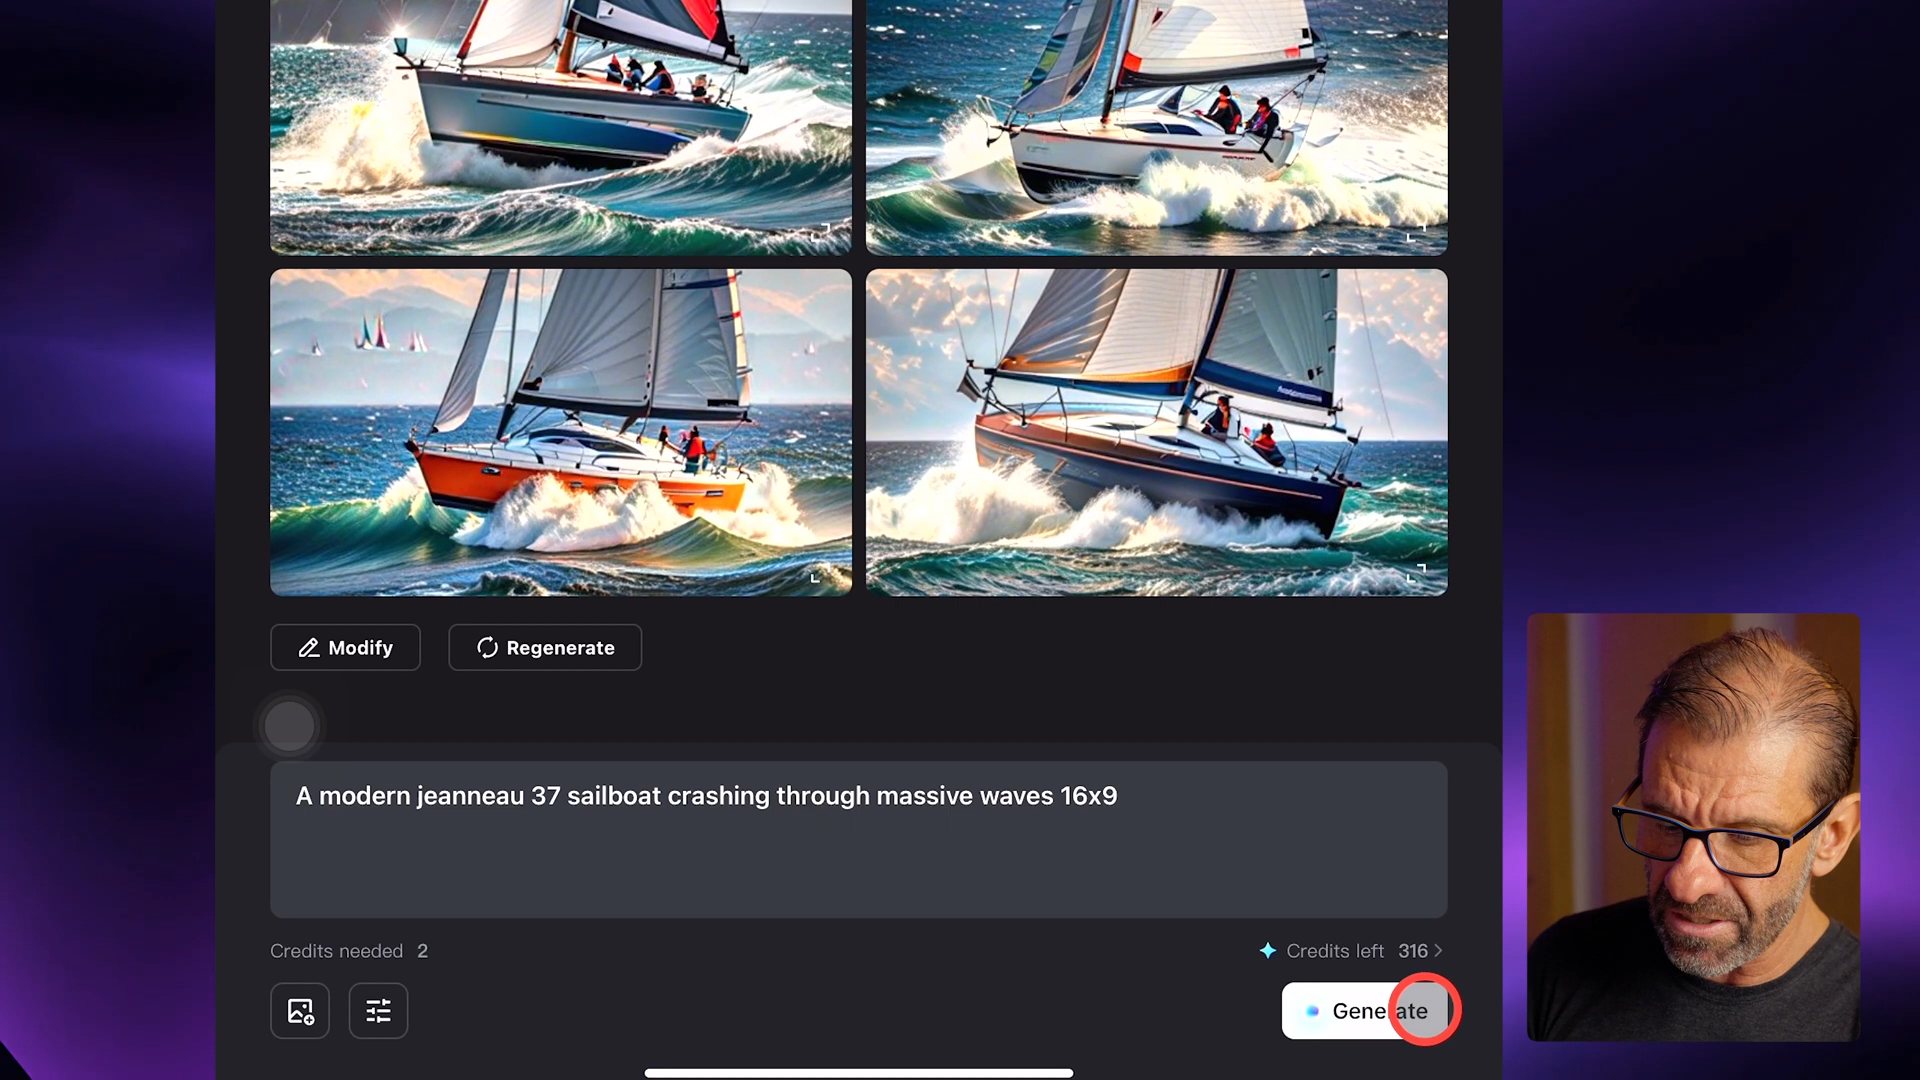 Modify
Regenerate
A modern jeanneau 37 sailboat crashing through massive waves 16x9
Credits needed 2
Credits left 316
Generate